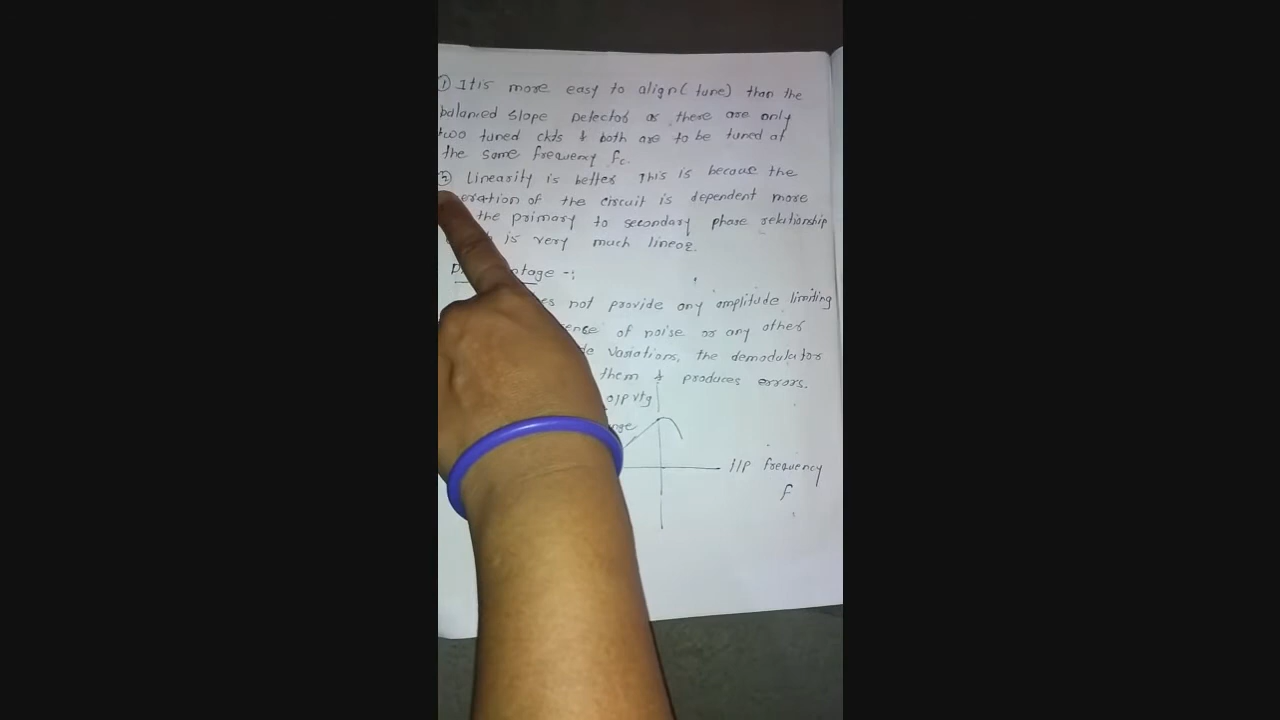 ① It is more easy to align (tune) than the
balanced slope Detector as there are only
two tuned ckts & both are to be tuned at
the same frequency fc.
② Linearity is better This is becaus the
of the circuit is dependent more
the primary to secondary phase relationship
is very much linear.
not provide any amplitude limiting
of noise or any other
variations, the demodulator
them & produces errors.
o/p vtg
i/p frequency
f